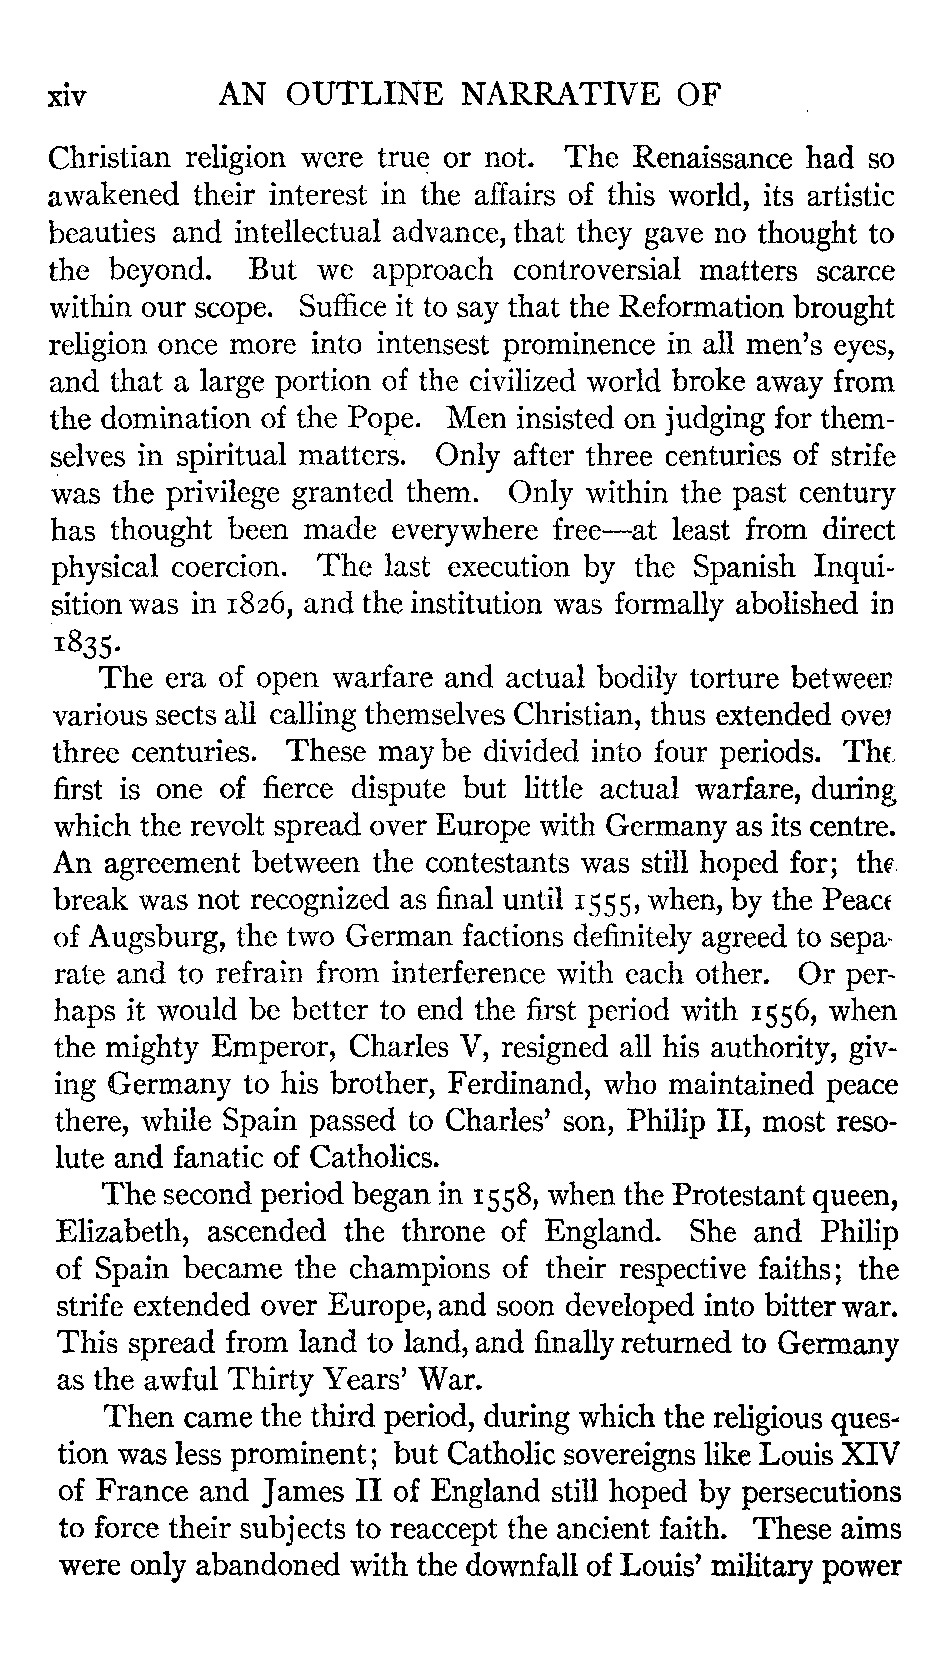 xiv AN OUTLINE NARRATIVE OF
Christian religion were true or not. The Renaissance had so
awakened their interest in the affairs of this world, its artistic
beauties and intellectual advance, that they gave no thought to
the beyond. But we approach controversial matters scarce
within our scope. Suffice it to say that the Reformation brought
religion once more into intensest prominence in all men's eyes,
and that a large portion of the civilized world broke away from
the domination of the Pope. Men insisted on judging for them-
selves in spiritual matters. Only after three centuries of strife
was the privilege granted them. Only within the past century
has thought been made everywhere free—at least from direct
physical coercion. The last execution by the Spanish Inqui-
sition was in 1826, and the institution was formally abolished in
1835.
The era of open warfare and actual bodily torture between
various sects all calling themselves Christian, thus extended over
three centuries. These may be divided into four periods. The
first is one of fierce dispute but little actual warfare, during
which the revolt spread over Europe with Germany as its centre.
An agreement between the contestants was still hoped for; the
break was not recognized as final until 1555, when, by the Peace
of Augsburg, the two German factions definitely agreed to sepa-
rate and to refrain from interference with each other. Or per-
haps it would be better to end the first period with 1556, when
the mighty Emperor, Charles V, resigned all his authority, giv-
ing Germany to his brother, Ferdinand, who maintained peace
there, while Spain passed to Charles' son, Philip II, most reso-
lute and fanatic of Catholics.
The second period began in 1558, when the Protestant queen,
Elizabeth, ascended the throne of England. She and Philip
of Spain became the champions of their respective faiths; the
strife extended over Europe, and soon developed into bitter war.
This spread from land to land, and finally returned to Germany
as the awful Thirty Years' War.
Then came the third period, during which the religious ques-
tion was less prominent; but Catholic sovereigns like Louis XIV
of France and James II of England still hoped by persecutions
to force their subjects to reaccept the ancient faith. These aims
were only abandoned with the downfall of Louis' military power